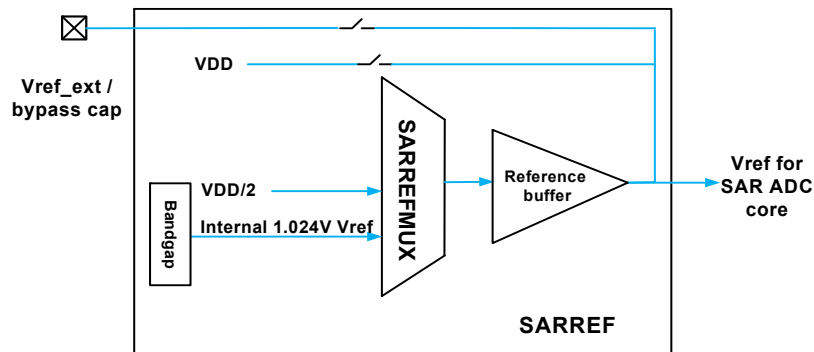 VDD
Vref_ext /
bypass cap
SARREFMUX
VDD/2
Bandgap
Internal 1.024V Vref
Reference
buffer
Vref for
SAR ADC
core
SARREF